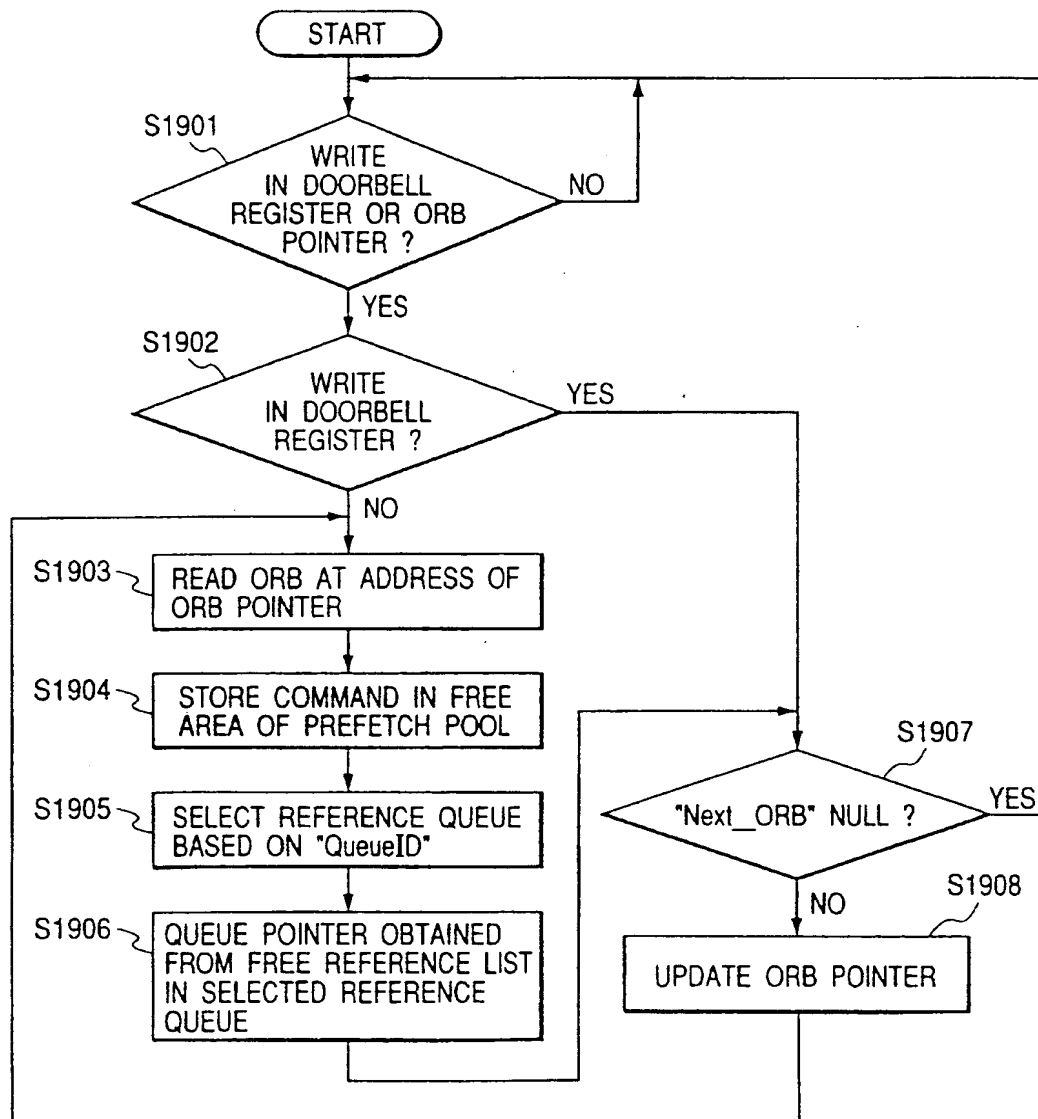 START
S1901
WRITE
IN DOORBELL
REGISTER OR ORB
POINTER ?
NO
YES
S1902
WRITE
IN DOORBELL
REGISTER ?
YES
NO
S1903
READ ORB AT ADDRESS OF
ORB POINTER
S1904
STORE COMMAND IN FREE
AREA OF PREFETCH POOL
S1905
SELECT REFERENCE QUEUE
BASED ON "QueueID"
S1906
QUEUE POINTER OBTAINED
FROM FREE REFERENCE LIST
IN SELECTED REFERENCE
QUEUE
S1907
"Next__ORB" NULL ?
YES
NO
S1908
UPDATE ORB POINTER